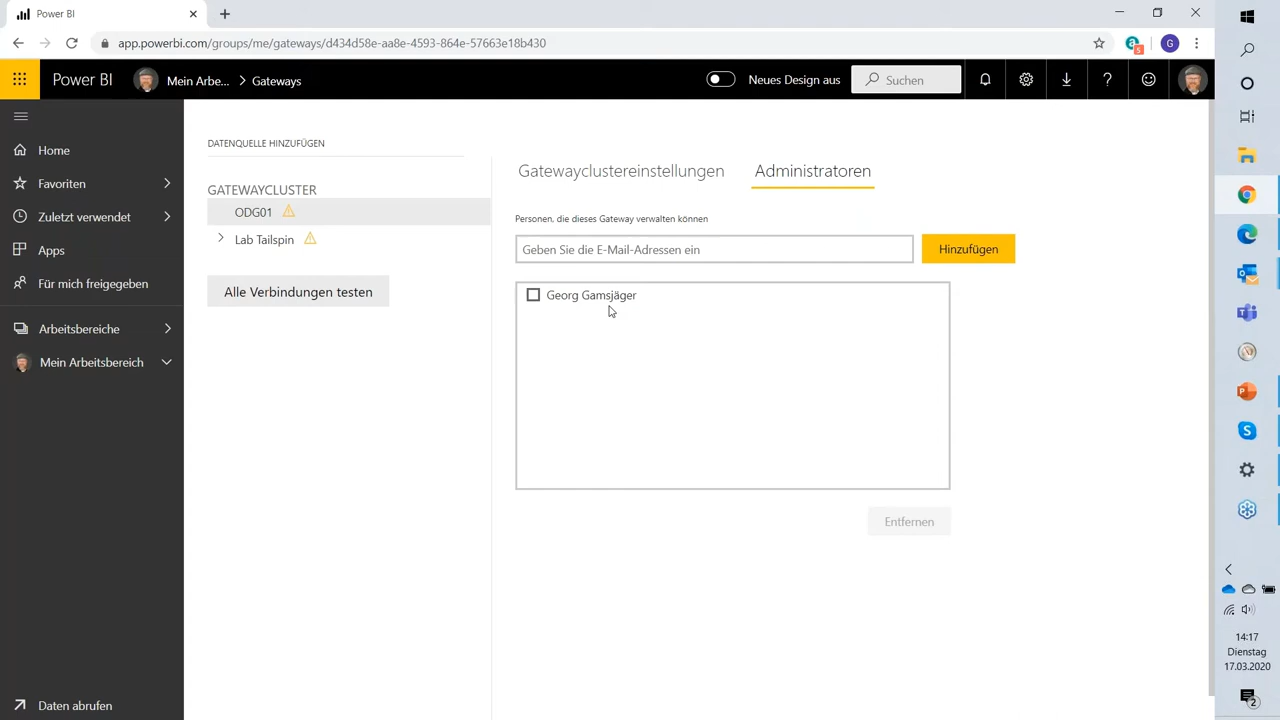 Power BI
app.powerbi.com/groups/me/gateways/d434d58e-aa8e-4593-864e-57663e18b430
Power BI
Mein Arbe...
Gateways
Neues Design aus
Suchen
Home
Favoriten
Zuletzt verwendet
Apps
Für mich freigegeben
Arbeitsbereiche
Mein Arbeitsbereich
Daten abrufen
DATENQUELLE HINZUFÜGEN
GATEWAYCLUSTER
ODG01
Lab Tailspin
Alle Verbindungen testen
Gatewayclustereinstellungen
Administratoren
Personen, die dieses Gateway verwalten können
Geben Sie die E-Mail-Adressen ein
Hinzufügen
Georg Gamsjäger
Entfernen
14:17
Dienstag
17.03.2020
2